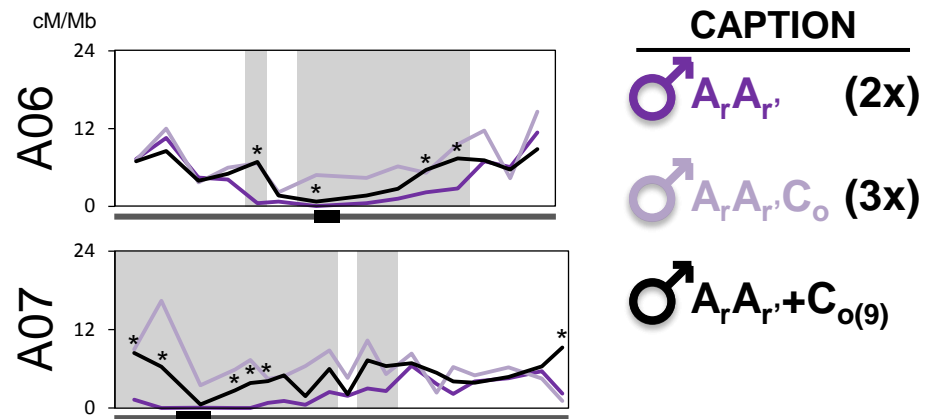 cM/Mb
CAPTION
A06
24
12
0
* * * *
ArAr' (2x)
ArAr'Co (3x)
ArAr'+Co(9)
A07
24
12
0
* * * * * *